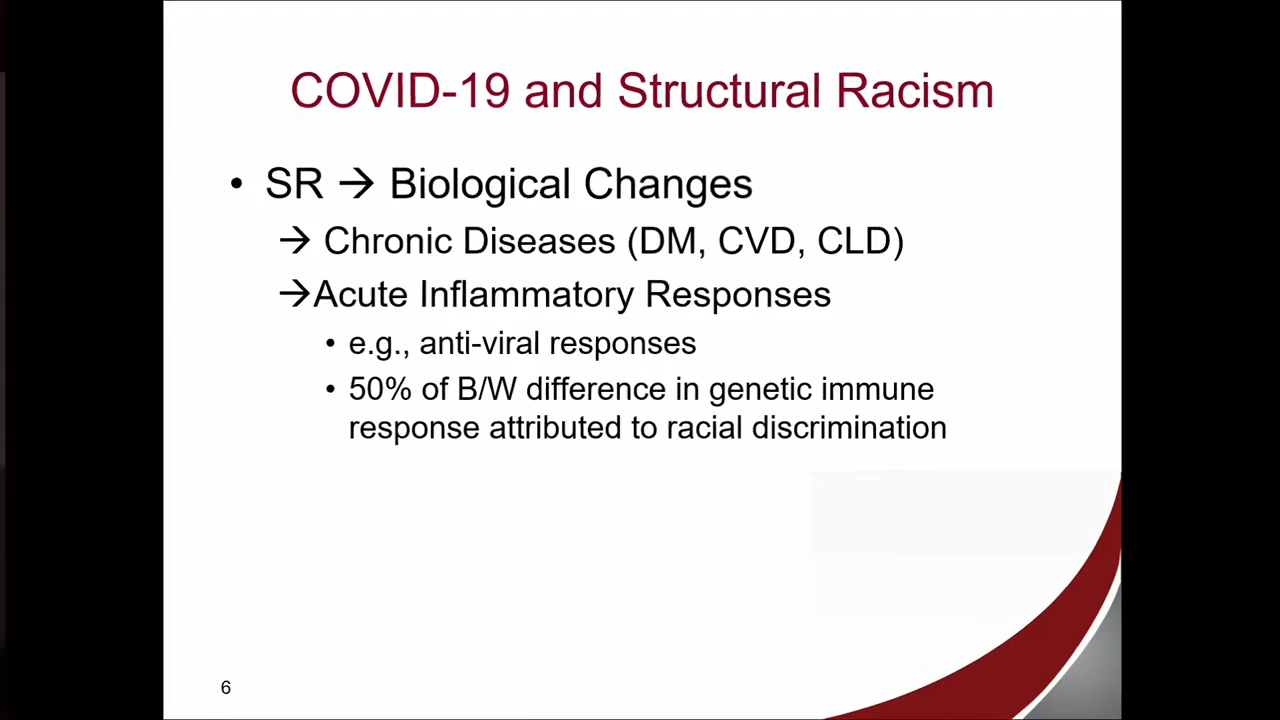 COVID-19 and Structural Racism
• SR → Biological Changes
→ Chronic Diseases (DM, CVD, CLD)
→Acute Inflammatory Responses
• e.g., anti-viral responses
• 50% of B/W difference in genetic immune
response attributed to racial discrimination
6